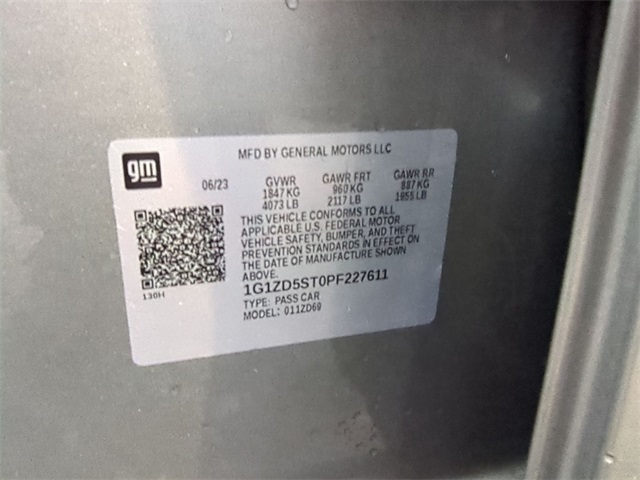 gm
MFD BY GENERAL MOTORS LLC
06/23
GVWR GAWR FRT GAWR RR
1847 KG 960 KG 887 KG
4073 LB 2117 LB 1955 LB
THIS VEHICLE CONFORMS TO ALL
APPLICABLE U.S. FEDERAL MOTOR
VEHICLE SAFETY, BUMPER, AND THEFT
PREVENTION STANDARDS IN EFFECT ON
THE DATE OF MANUFACTURE SHOWN
ABOVE.
130H
1G1ZD5ST0PF227611
TYPE: PASS CAR
MODEL: 011ZD69